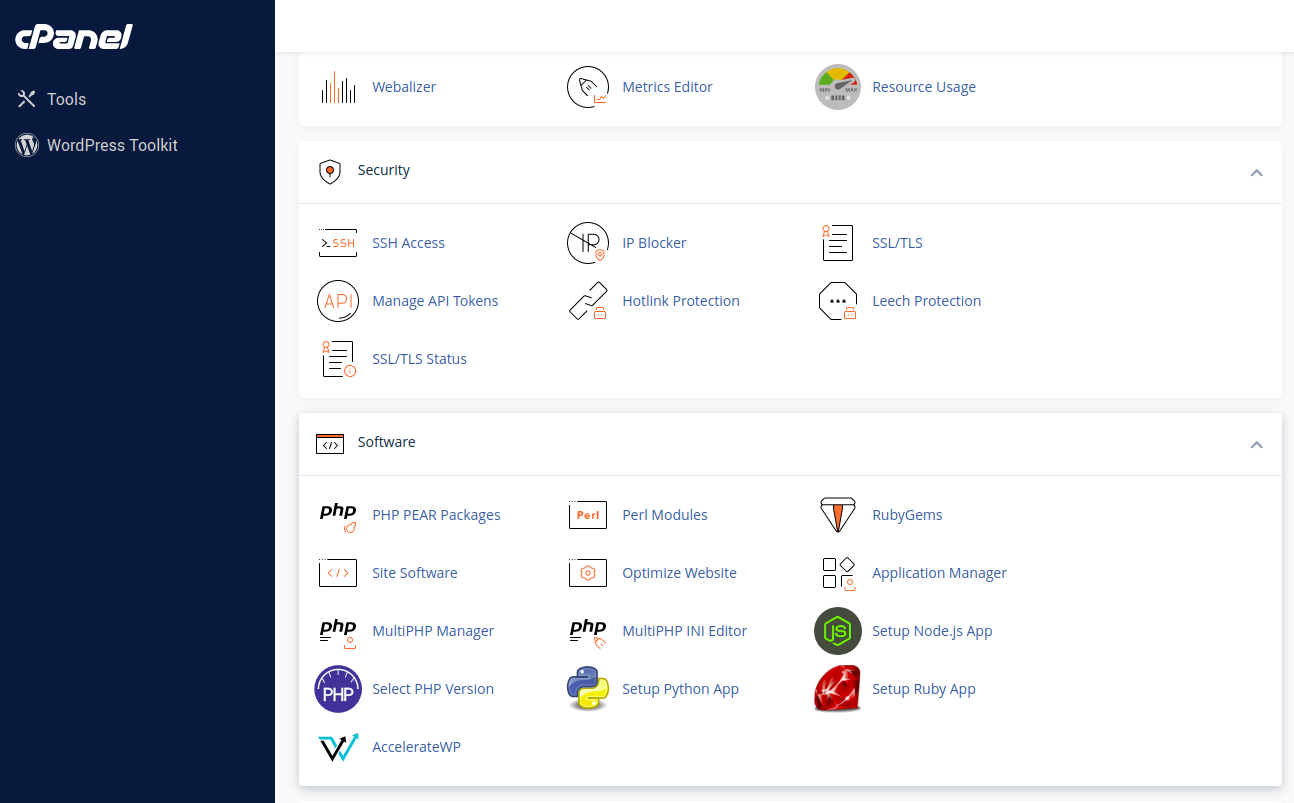 cPanel
Tools
WordPress Toolkit
Webalizer
Metrics Editor
MIN MAX
Resource Usage
Security
>_SSH
SSH Access
IP
IP Blocker
SSL/TLS
API
Manage API Tokens
Hotlink Protection
Leech Protection
SSL/TLS Status
</>
Software
php
PHP PEAR Packages
Perl
Perl Modules
RubyGems
</>
Site Software
Optimize Website
Application Manager
php
MultiPHP Manager
php
MultiPHP INI Editor
JS
Setup Node.js App
PHP
Select PHP Version
Setup Python App
Setup Ruby App
AccelerateWP